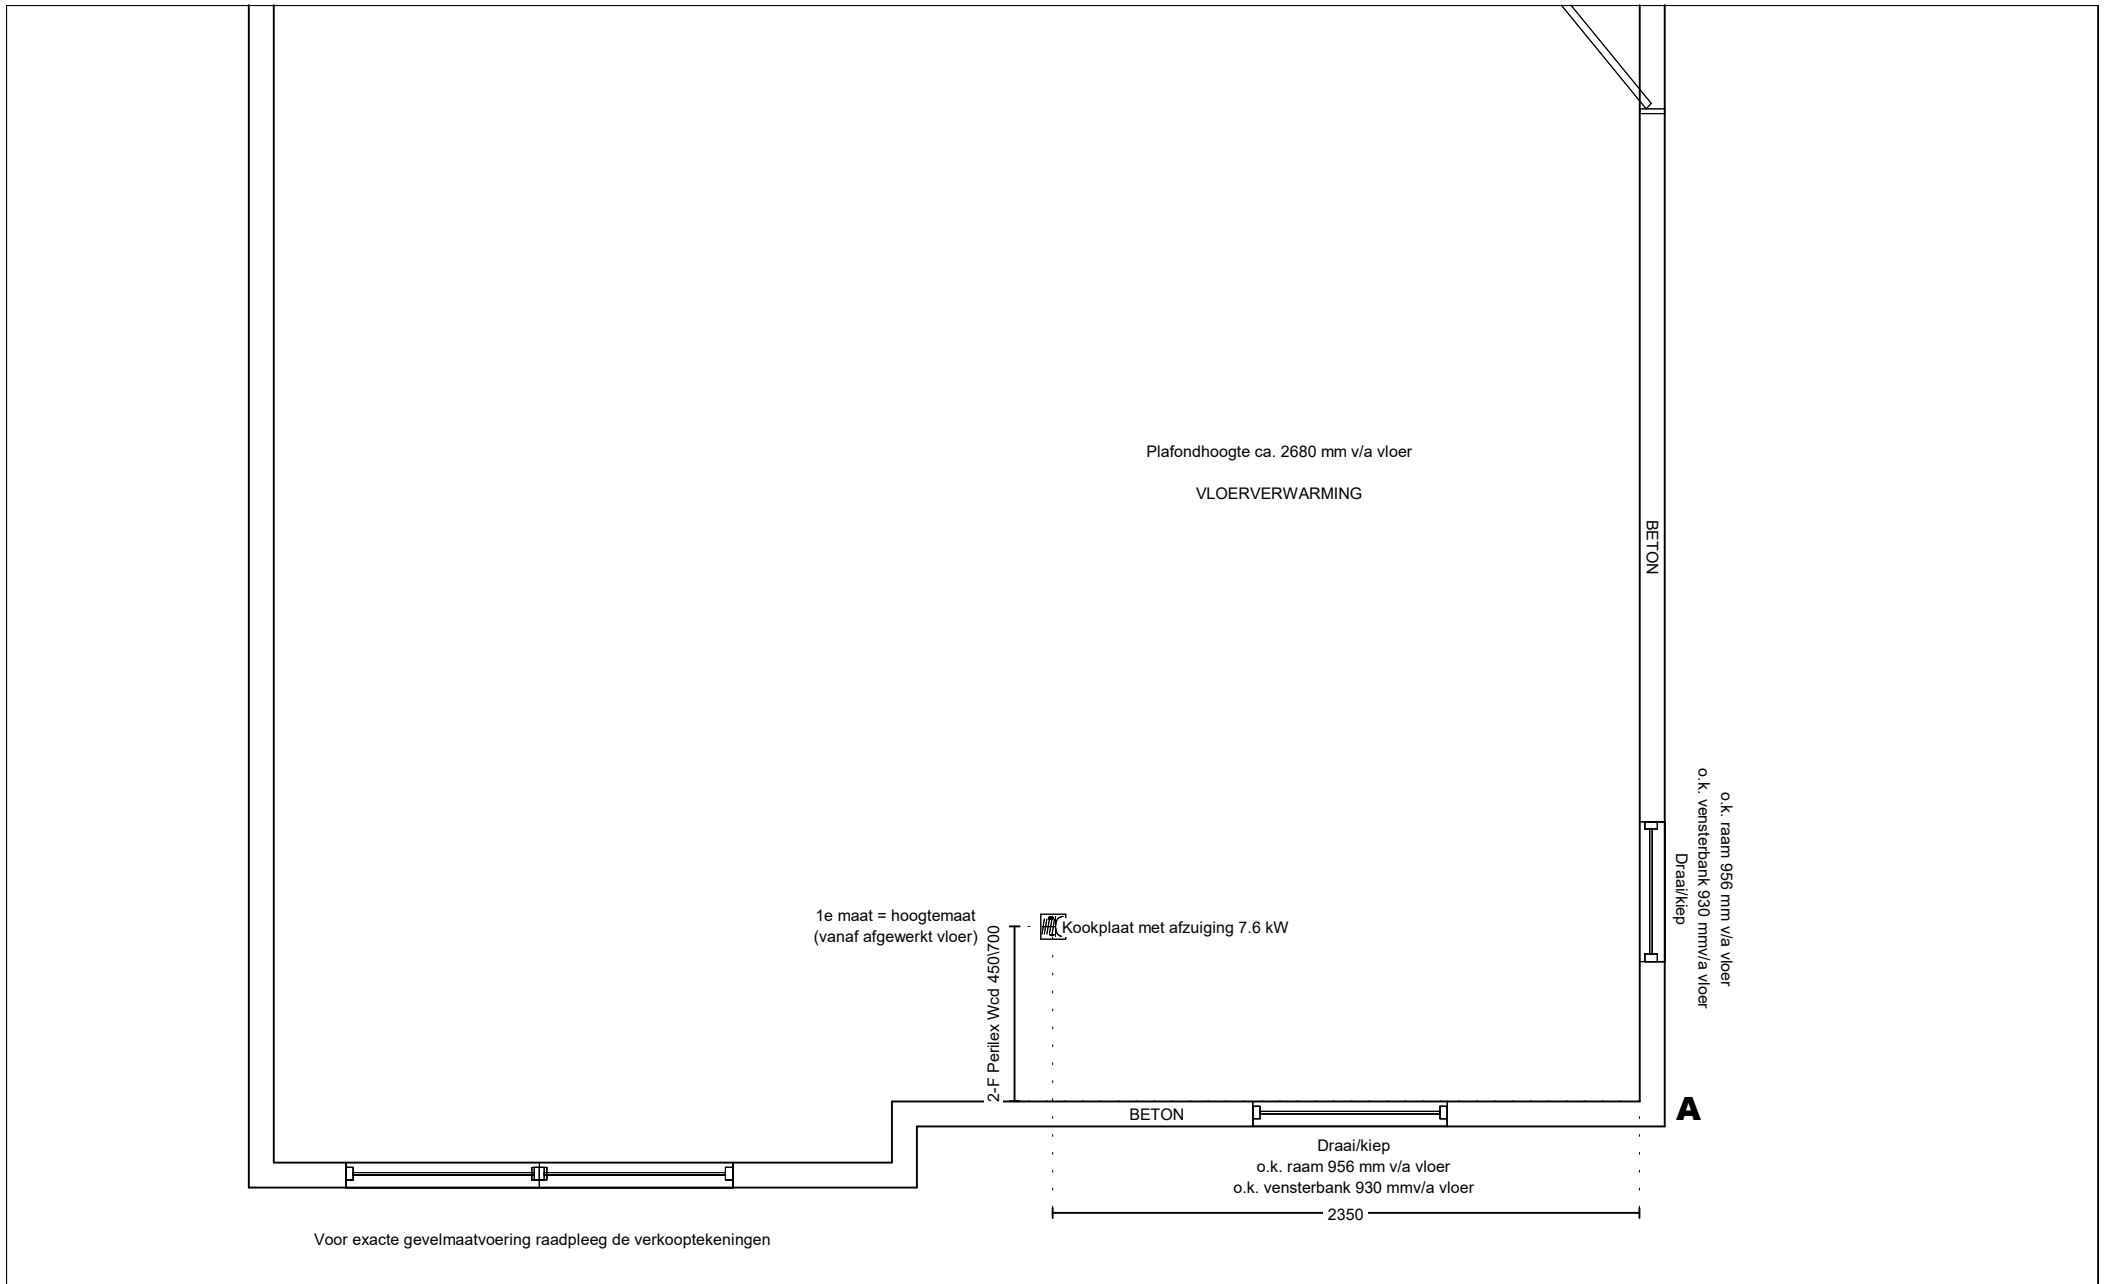 Plafondhoogte ca. 2680 mm v/a vloer
VLOERVERWARMING
BETON
o.k. raam 956 mm v/a vloer
o.k. vensterbank 930 mmv/a vloer
Draai/kiep
1e maat = hoogtemaat
(vanaf afgewerkt vloer)
2-F Perilex Wcd 450\700
Kookplaat met afzuiging 7.6 kW
BETON
A
Draai/kiep
o.k. raam 956 mm v/a vloer
o.k. vensterbank 930 mmv/a vloer
2350
Voor exacte gevelmaatvoering raadpleeg de verkooptekeningen